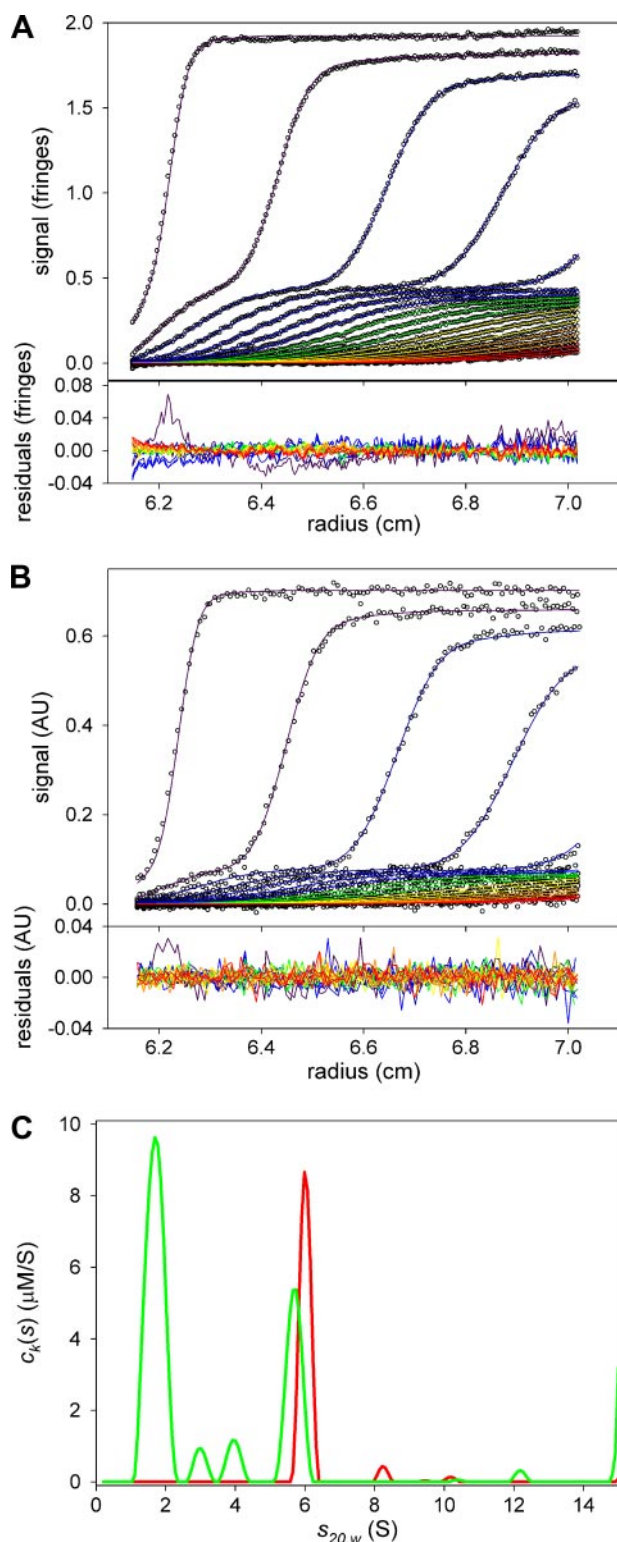 A
2.0
1.5
1.0
0.5
0.0
signal (fringes)
0.08
0.04
0.00
-0.04
residuals (fringes)
6.2 6.4 6.6 6.8 7.0
radius (cm)
B
0.6
0.4
0.2
0.0
signal (AU)
0.04
0.00
-0.04
residuals (AU)
6.2 6.4 6.6 6.8 7.0
radius (cm)
C
10
8
6
4
2
0
ck(s) (μM/S)
0 2 4 6 8 10 12 14
s20,w (S)